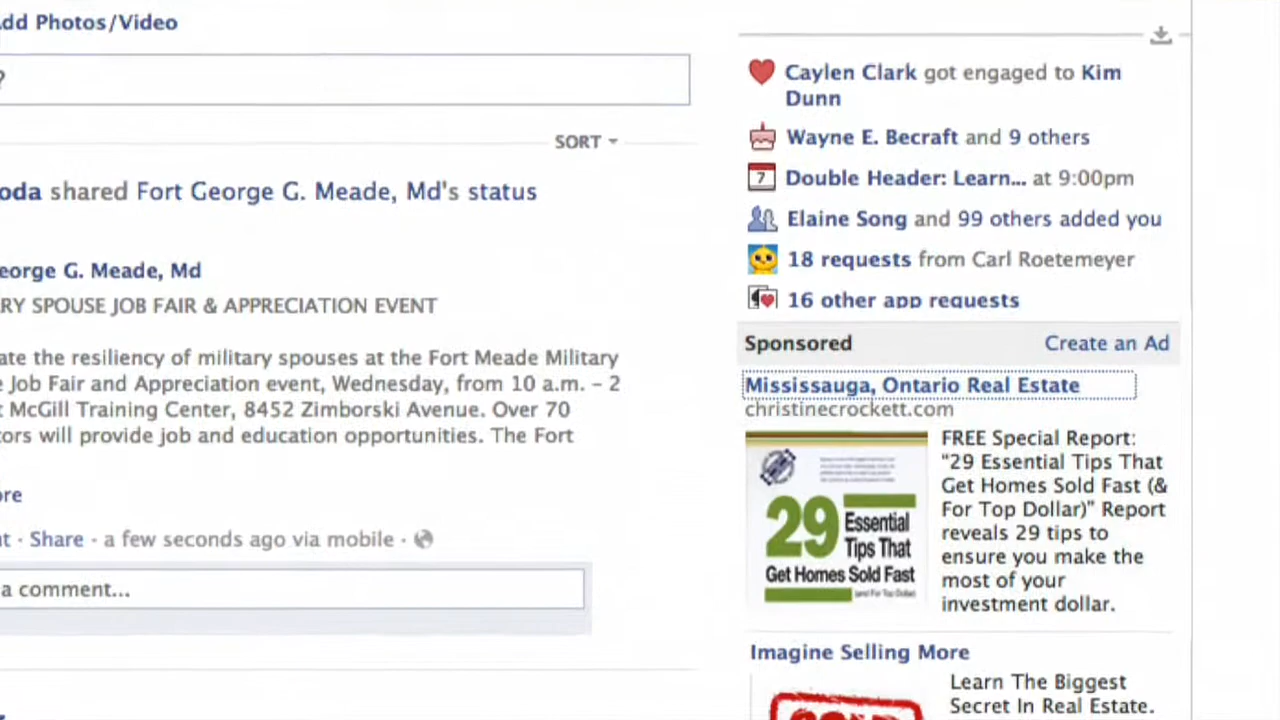 dd Photos/Video
?
SORT
oda shared Fort George G. Meade, Md's status
eorge G. Meade, Md
RY SPOUSE JOB FAIR & APPRECIATION EVENT
ate the resiliency of military spouses at the Fort Meade Military
e Job Fair and Appreciation event, Wednesday, from 10 a.m. – 2
t McGill Training Center, 8452 Zimborski Avenue. Over 70
tors will provide job and education opportunities. The Fort
ore
t · Share · a few seconds ago via mobile ·
a comment...
Caylen Clark got engaged to Kim
Dunn
Wayne E. Becraft and 9 others
7
Double Header: Learn... at 9:00pm
Elaine Song and 99 others added you
18 requests from Carl Roetemeyer
16 other app requests
Sponsored Create an Ad
Mississauga, Ontario Real Estate
christinecrockett.com
29 Essential
Tips That
Get Homes Sold Fast
(and For Top Dollar)
FREE Special Report:
"29 Essential Tips That
Get Homes Sold Fast (&
For Top Dollar)" Report
reveals 29 tips to
ensure you make the
most of your
investment dollar.
Imagine Selling More
SOLD
Learn The Biggest
Secret In Real Estate.